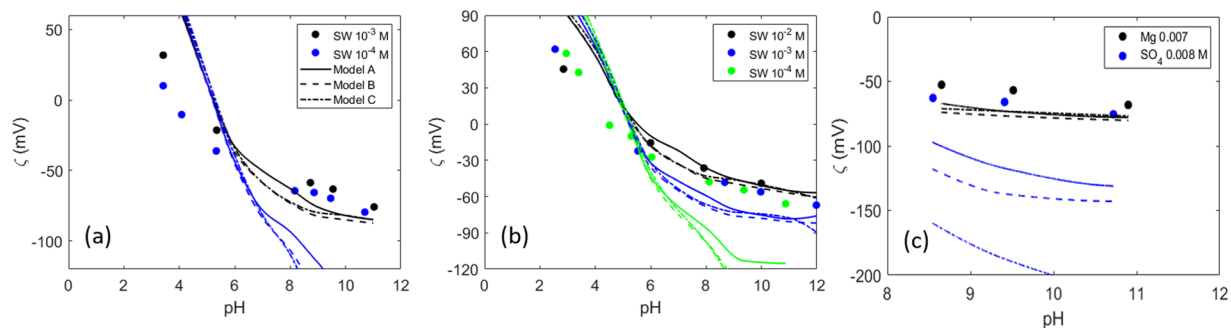 90
60
30
0
-30
-60
-90
-120
50
0
-50
-100
ζ (mV)
0 2 4 6 8 10 12
pH
(a)
SW 10⁻³ M
SW 10⁻⁴ M
Model A
Model B
Model C
ζ (mV)
0 2 4 6 8 10 12
pH
(b)
SW 10⁻² M
SW 10⁻³ M
SW 10⁻⁴ M
0
-50
-100
-150
-200
ζ (mV)
8 9 10 11 12
pH
(c)
Mg 0.007
SO₄ 0.008 M